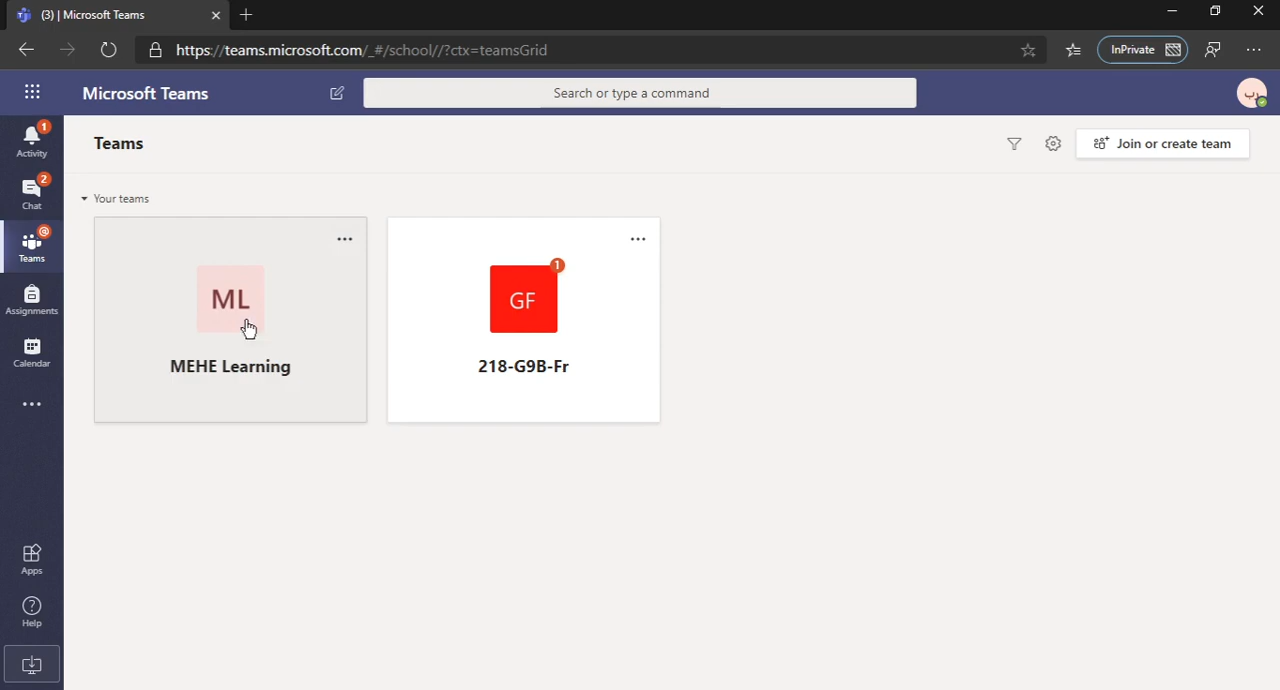 (3) | Microsoft Teams
https://teams.microsoft.com/_#/school//?ctx=teamsGrid
InPrivate
Microsoft Teams
Search or type a command
رب
1
Activity
2
Chat
@
Teams
Assignments
Calendar
Apps
Help
Teams
Join or create team
Your teams
ML
MEHE Learning
1
GF
218-G9B-Fr